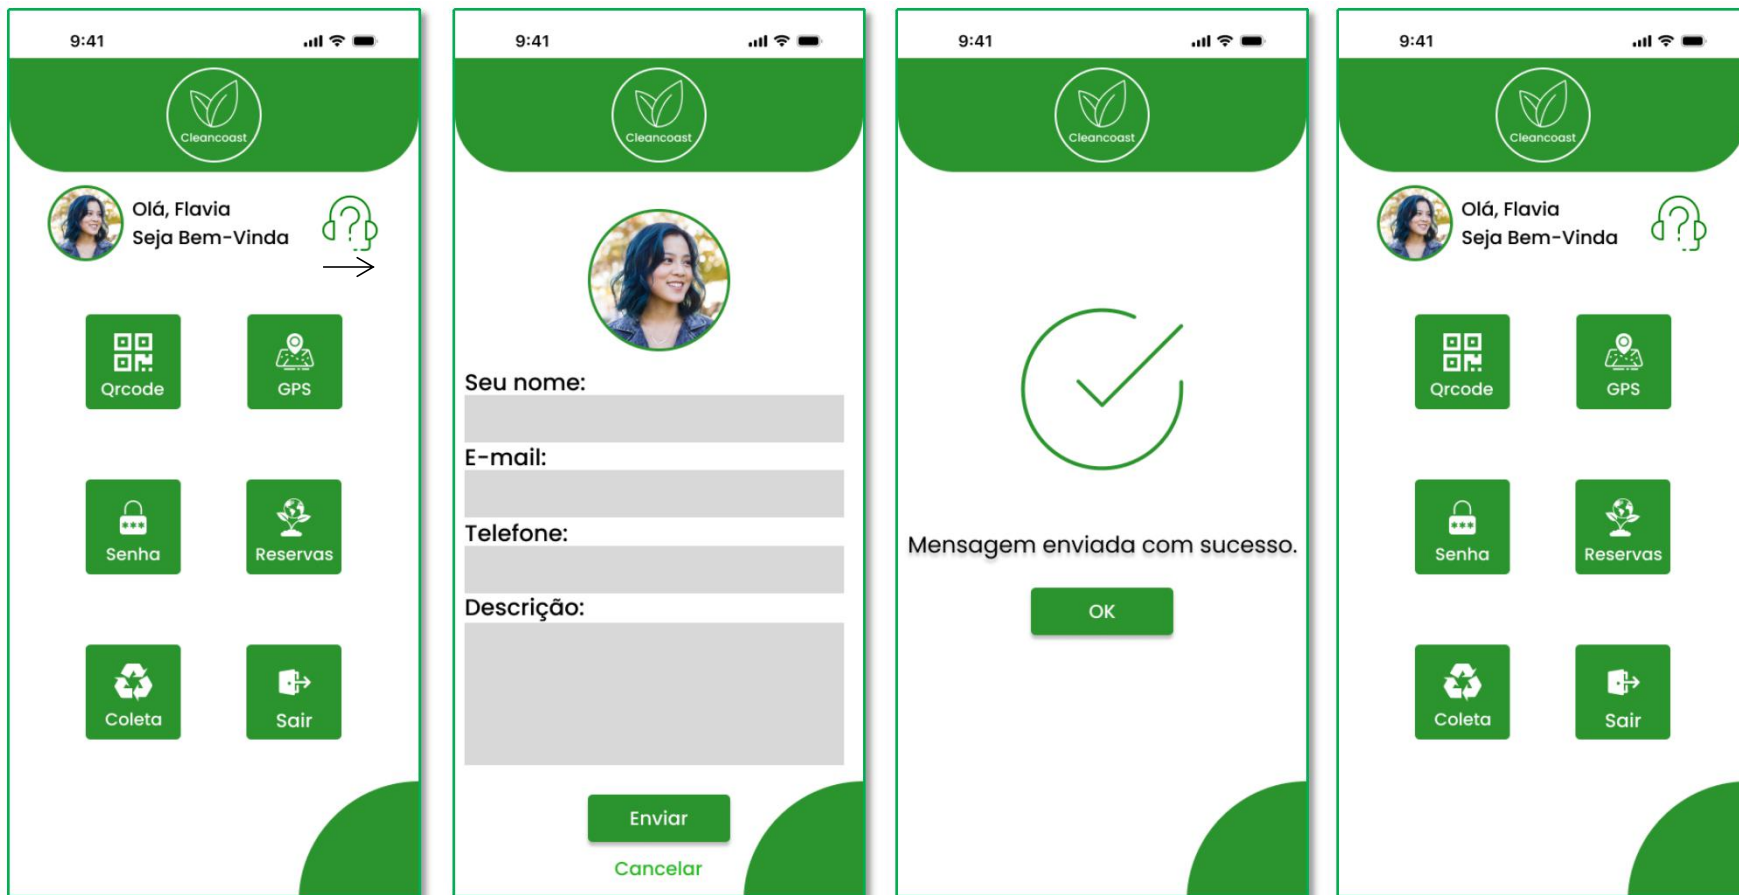 9:41
Cleancoast
Olá, Flavia
Seja Bem-Vinda
Qrcode
GPS
Senha
Reservas
Coleta
Sair
9:41
Cleancoast
Seu nome:
E-mail:
Telefone:
Descrição:
Enviar
Cancelar
9:41
Cleancoast
Mensagem enviada com sucesso.
OK
9:41
Cleancoast
Olá, Flavia
Seja Bem-Vinda
Qrcode
GPS
Senha
Reservas
Coleta
Sair